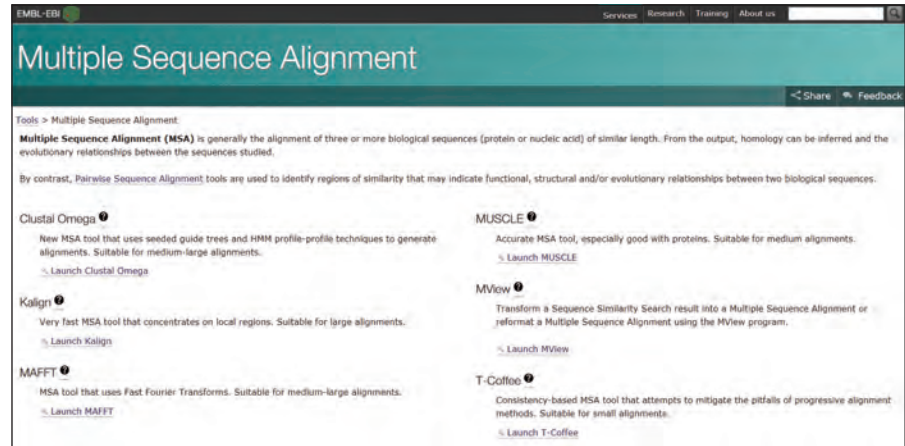 EMBL-EBI
Services Research Training About us
Multiple Sequence Alignment
Share Feedback
Tools > Multiple Sequence Alignment
Multiple Sequence Alignment (MSA) is generally the alignment of three or more biological sequences (protein or nucleic acid) of similar length. From the output, homology can be inferred and the
evolutionary relationships between the sequences studied.
By contrast, Pairwise Sequence Alignment tools are used to identify regions of similarity that may indicate functional, structural and/or evolutionary relationships between two biological sequences.
Clustal Omega ?
New MSA tool that uses seeded guide trees and HMM profile-profile techniques to generate
alignments. Suitable for medium-large alignments.
Launch Clustal Omega
Kalign ?
Very fast MSA tool that concentrates on local regions. Suitable for large alignments.
Launch Kalign
MAFFT ?
MSA tool that uses Fast Fourier Transforms. Suitable for medium-large alignments.
Launch MAFFT
MUSCLE ?
Accurate MSA tool, especially good with proteins. Suitable for medium alignments.
Launch MUSCLE
MView ?
Transform a Sequence Similarity Search result into a Multiple Sequence Alignment or
reformat a Multiple Sequence Alignment using the MView program.
Launch MView
T-Coffee ?
Consistency-based MSA tool that attempts to mitigate the pitfalls of progressive alignment
methods. Suitable for small alignments.
Launch T-Coffee